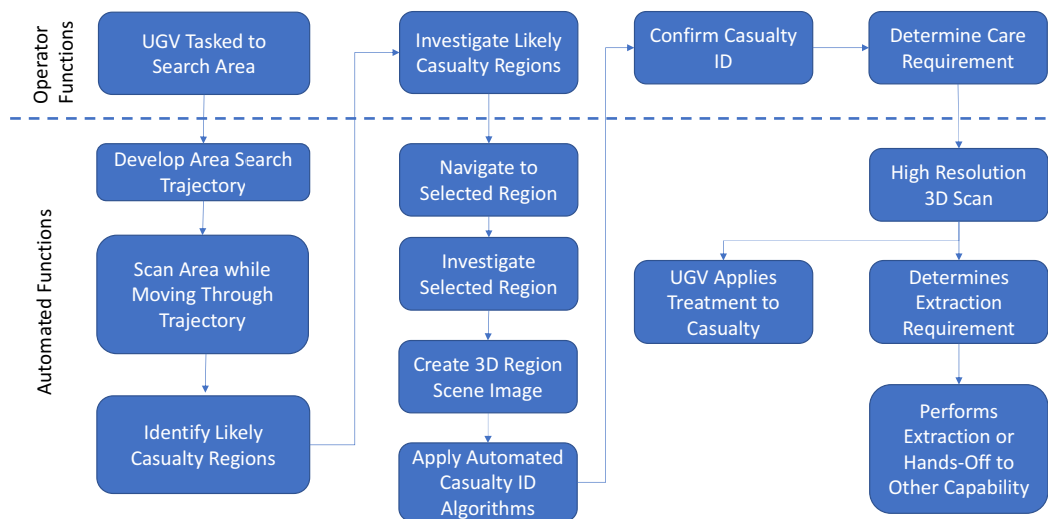 Operator
Functions
UGV Tasked to
Search Area
Investigate Likely
Casualty Regions
Confirm Casualty
ID
Determine Care
Requirement
Automated Functions
Develop Area Search
Trajectory
Scan Area while
Moving Through
Trajectory
Identify Likely
Casualty Regions
Navigate to
Selected Region
Investigate
Selected Region
Create 3D Region
Scene Image
Apply Automated
Casualty ID
Algorithms
High Resolution
3D Scan
UGV Applies
Treatment to
Casualty
Determines
Extraction
Requirement
Performs
Extraction or
Hands-Off to
Other Capability